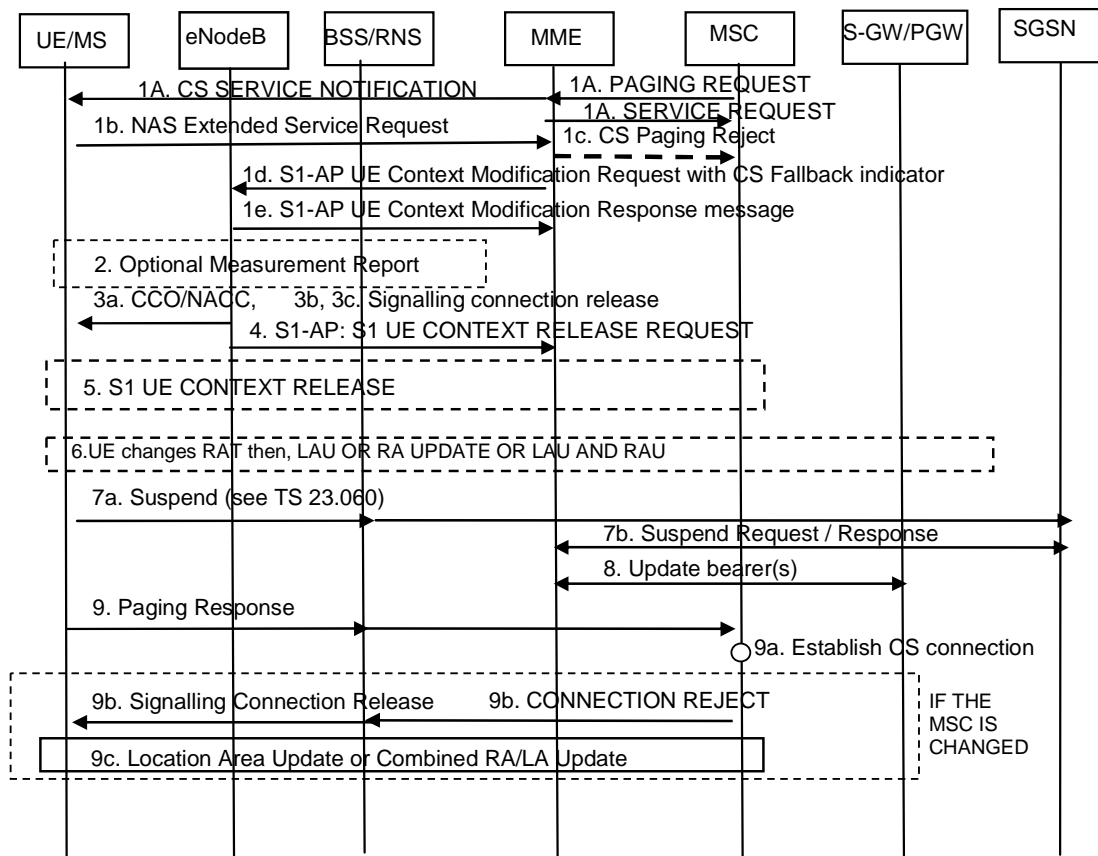 UE/MS
eNodeB
BSS/RNS
MME
MSC
S-GW/PGW
SGSN
1A. CS SERVICE NOTIFICATION
1A. PAGING REQUEST
1A. SERVICE REQUEST
1b. NAS Extended Service Request
1c. CS Paging Reject
1d. S1-AP UE Context Modification Request with CS Fallback indicator
1e. S1-AP UE Context Modification Response message
2. Optional Measurement Report
3a. CCO/NACC, 3b, 3c. Signalling connection release
4. S1-AP: S1 UE CONTEXT RELEASE REQUEST
5. S1 UE CONTEXT RELEASE
6.UE changes RAT then, LAU OR RA UPDATE OR LAU AND RAU
7a. Suspend (see TS 23.060)
7b. Suspend Request / Response
8. Update bearer(s)
9. Paging Response
9a. Establish CS connection
9b. Signalling Connection Release
9b. CONNECTION REJECT
IF THE
MSC IS
CHANGED
9c. Location Area Update or Combined RA/LA Update